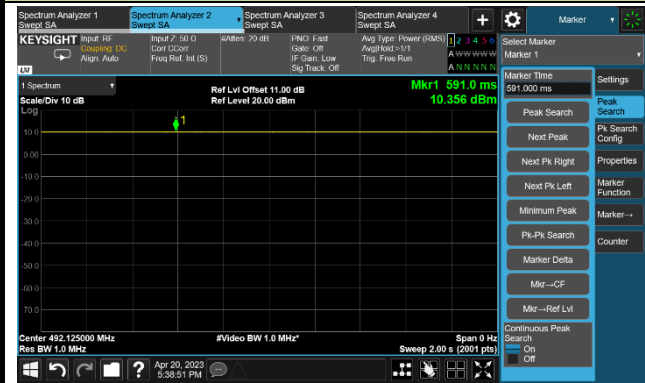 Spectrum Analyzer 1
Swept SA
Spectrum Analyzer 2
Swept SA
Spectrum Analyzer 3
Swept SA
Spectrum Analyzer 4
Swept SA
Marker
KEYSIGHT
Input: RF
Coupling: DC
Align: Auto
Input Z: 50 Ω
Corr CCorr
Freq Ref: Int (S)
#Atten: 20 dB
PNO: Fast
Gate: Off
IF Gain: Low
Sig Track: Off
Avg Type: Power (RMS)
Avg|Hold:>1/1
Trig: Free Run
1 2 3 4 5 6
A W W W W W
A N N N N N
LXI
Select Marker
Marker 1
1 Spectrum
Scale/Div 10 dB
Log
Ref Lvl Offset 11.00 dB
Ref Level 20.00 dBm
Mkr1 591.0 ms
10.356 dBm
1
10.0
0.00
-10.0
-20.0
-30.0
-40.0
-50.0
-60.0
-70.0
Center 492.125000 MHz
Res BW 1.0 MHz
#Video BW 1.0 MHz*
Span 0 Hz
Sweep 2.00 s (2001 pts)
Marker Time
591.000 ms
Peak Search
Next Peak
Next Pk Right
Next Pk Left
Minimum Peak
Pk-Pk Search
Marker Delta
Mkr→CF
Mkr→Ref Lvl
Continuous Peak
Search
On
Off
Settings
Peak
Search
Pk Search
Config
Properties
Marker
Function
Marker→
Counter
?
Apr 20, 2023
5:38:51 PM